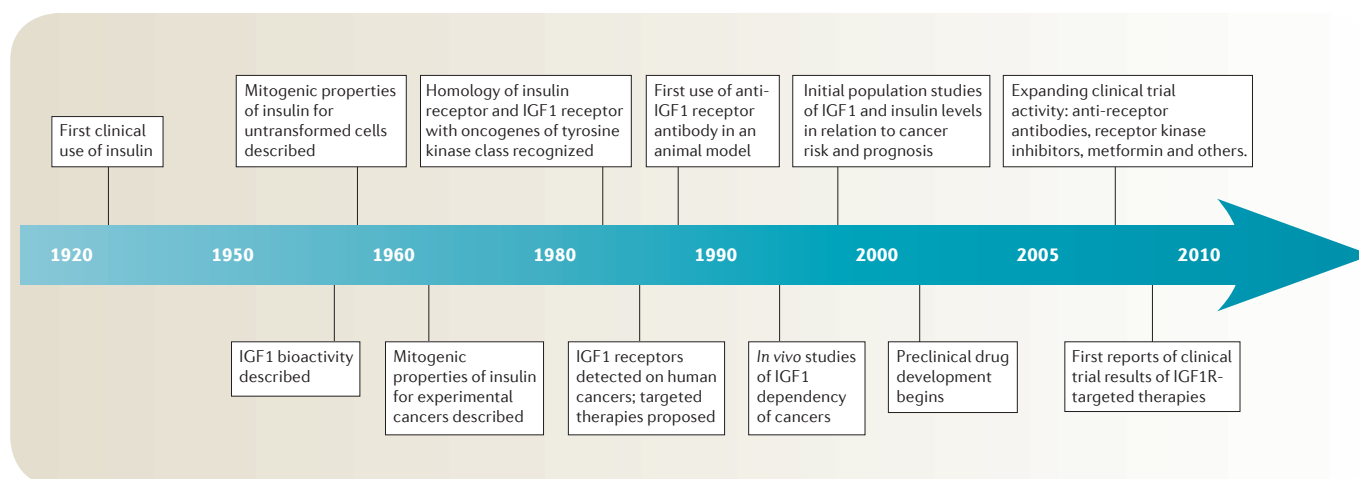 First clinical
use of insulin
Mitogenic properties
of insulin for
untransformed cells
described
Homology of insulin
receptor and IGF1 receptor
with oncogenes of tyrosine
kinase class recognized
First use of anti-
IGF1 receptor
antibody in an
animal model
Initial population studies
of IGF1 and insulin levels
in relation to cancer
risk and prognosis
Expanding clinical trial
activity: anti-receptor
antibodies, receptor kinase
inhibitors, metformin and others.
1920 1950 1960 1980 1990 2000 2005 2010
IGF1 bioactivity
described
Mitogenic
properties of insulin
for experimental
cancers described
IGF1 receptors
detected on human
cancers; targeted
therapies proposed
In vivo studies
of IGF1
dependency
of cancers
Preclinical drug
development
begins
First reports of clinical
trial results of IGF1R-
targeted therapies